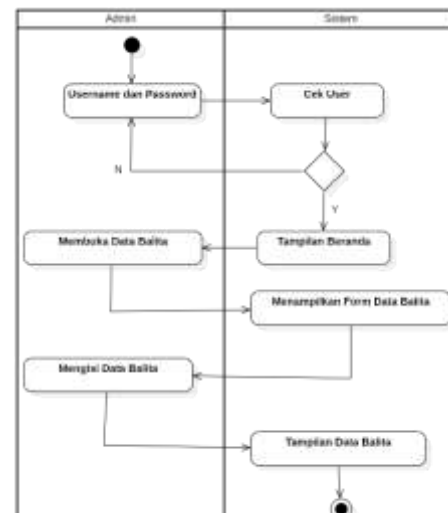 Admin
Sistem
Username dan Password
Cek User
N
Y
Membuka Data Balita
Tampilan Beranda
Menampilkan Form Data Balita
Mengisi Data Balita
Tampilan Data Balita